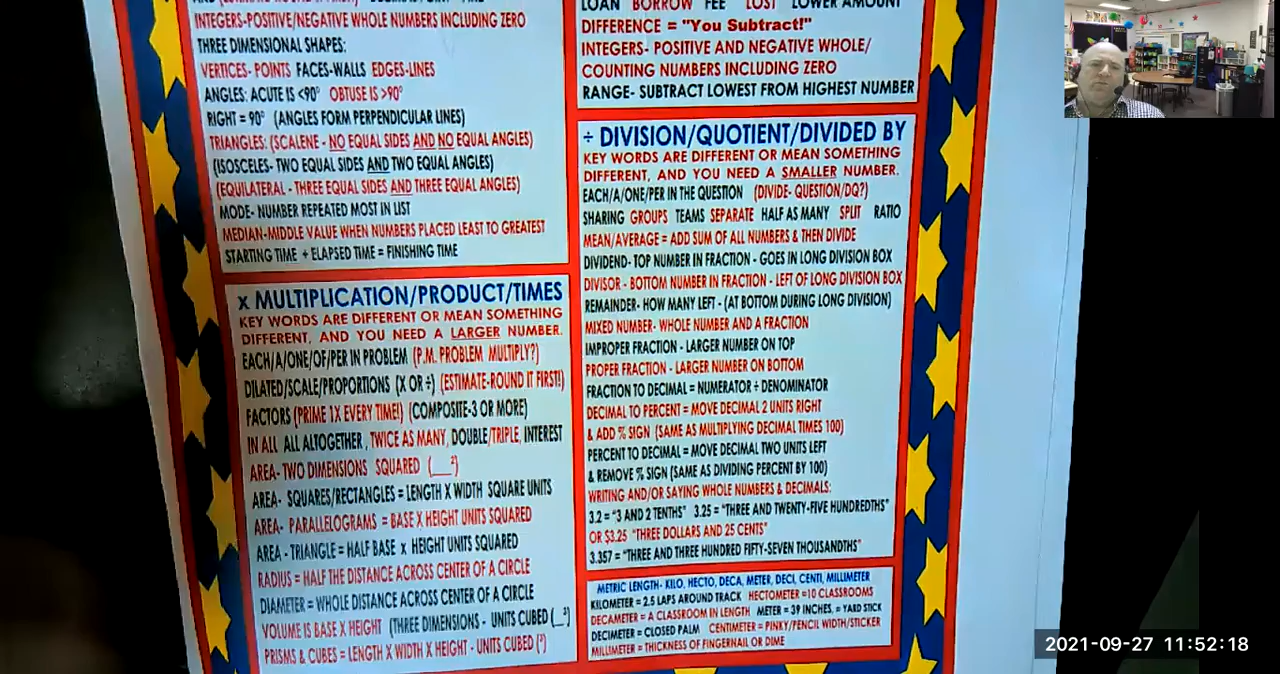 INTEGERS-POSITIVE/NEGATIVE WHOLE NUMBERS INCLUDING ZERO
THREE DIMENSIONAL SHAPES:
VERTICES- POINTS FACES-WALLS EDGES-LINES
ANGLES: ACUTE IS <90° OBTUSE IS >90°
RIGHT = 90° (ANGLES FORM PERPENDICULAR LINES)
TRIANGLES: (SCALENE - NO EQUAL SIDES AND NO EQUAL ANGLES)
(ISOSCELES- TWO EQUAL SIDES AND TWO EQUAL ANGLES)
(EQUILATERAL - THREE EQUAL SIDES AND THREE EQUAL ANGLES)
MODE- NUMBER REPEATED MOST IN LIST
MEDIAN-MIDDLE VALUE WHEN NUMBERS PLACED LEAST TO GREATEST
STARTING TIME + ELAPSED TIME = FINISHING TIME
x MULTIPLICATION/PRODUCT/TIMES
KEY WORDS ARE DIFFERENT OR MEAN SOMETHING
DIFFERENT, AND YOU NEED A LARGER NUMBER.
EACH/A/ONE/OF/PER IN PROBLEM (P.M. PROBLEM MULTIPLY?)
DILATED/SCALE/PROPORTIONS (X OR ÷) (ESTIMATE-ROUND IT FIRST!)
FACTORS (PRIME 1X EVERY TIME!) (COMPOSITE-3 OR MORE)
IN ALL ALL ALTOGETHER, TWICE AS MANY, DOUBLE/TRIPLE, INTEREST
AREA- TWO DIMENSIONS SQUARED (__²)
AREA- SQUARES/RECTANGLES = LENGTH X WIDTH SQUARE UNITS
AREA- PARALLELOGRAMS = BASE X HEIGHT UNITS SQUARED
AREA - TRIANGLE = HALF BASE x HEIGHT UNITS SQUARED
RADIUS = HALF THE DISTANCE ACROSS CENTER OF A CIRCLE
DIAMETER = WHOLE DISTANCE ACROSS CENTER OF A CIRCLE
VOLUME IS BASE X HEIGHT (THREE DIMENSIONS - UNITS CUBED (__³)
PRISMS & CUBES = LENGTH X WIDTH X HEIGHT - UNITS CUBED (³)
LOAN BORROW FEE LOST LOWER AMOUNT
DIFFERENCE = "You Subtract!"
INTEGERS- POSITIVE AND NEGATIVE WHOLE/
COUNTING NUMBERS INCLUDING ZERO
RANGE- SUBTRACT LOWEST FROM HIGHEST NUMBER
÷ DIVISION/QUOTIENT/DIVIDED BY
KEY WORDS ARE DIFFERENT OR MEAN SOMETHING
DIFFERENT, AND YOU NEED A SMALLER NUMBER.
EACH/A/ONE/PER IN THE QUESTION (DIVIDE- QUESTION/DQ?)
SHARING GROUPS TEAMS SEPARATE HALF AS MANY SPLIT RATIO
MEAN/AVERAGE = ADD SUM OF ALL NUMBERS & THEN DIVIDE
DIVIDEND- TOP NUMBER IN FRACTION - GOES IN LONG DIVISION BOX
DIVISOR - BOTTOM NUMBER IN FRACTION - LEFT OF LONG DIVISION BOX
REMAINDER- HOW MANY LEFT - (AT BOTTOM DURING LONG DIVISION)
MIXED NUMBER- WHOLE NUMBER AND A FRACTION
IMPROPER FRACTION - LARGER NUMBER ON TOP
PROPER FRACTION - LARGER NUMBER ON BOTTOM
FRACTION TO DECIMAL = NUMERATOR ÷ DENOMINATOR
DECIMAL TO PERCENT = MOVE DECIMAL 2 UNITS RIGHT
& ADD % SIGN (SAME AS MULTIPLYING DECIMAL TIMES 100)
PERCENT TO DECIMAL = MOVE DECIMAL TWO UNITS LEFT
& REMOVE % SIGN (SAME AS DIVIDING PERCENT BY 100)
WRITING AND/OR SAYING WHOLE NUMBERS & DECIMALS:
3.2 = "3 AND 2 TENTHS" 3.25 = "THREE AND TWENTY-FIVE HUNDREDTHS"
OR $3.25 "THREE DOLLARS AND 25 CENTS"
3.357 = "THREE AND THREE HUNDRED FIFTY-SEVEN THOUSANDTHS"
METRIC LENGTH- KILO, HECTO, DECA, METER, DECI, CENTI, MILLIMETER
KILOMETER = 2.5 LAPS AROUND TRACK HECTOMETER =10 CLASSROOMS
DECAMETER = A CLASSROOM IN LENGTH METER = 39 INCHES, = YARD STICK
DECIMETER = CLOSED PALM CENTIMETER = PINKY/PENCIL WIDTH/STICKER
MILLIMETER = THICKNESS OF FINGERNAIL OR DIME
2021-09-27 11:52:18